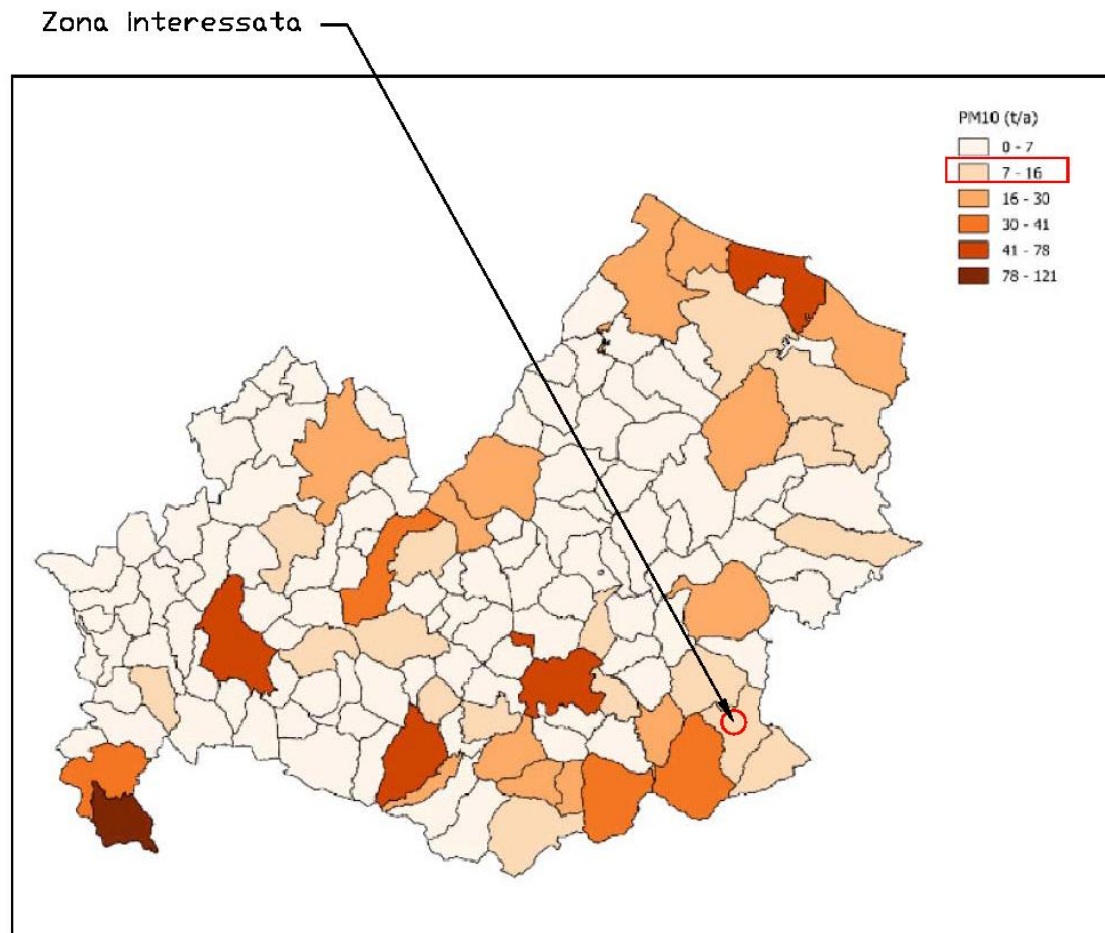 Zona interessata
PM10 (t/a)
0 - 7
7 - 16
16 - 30
30 - 41
41 - 78
78 - 121